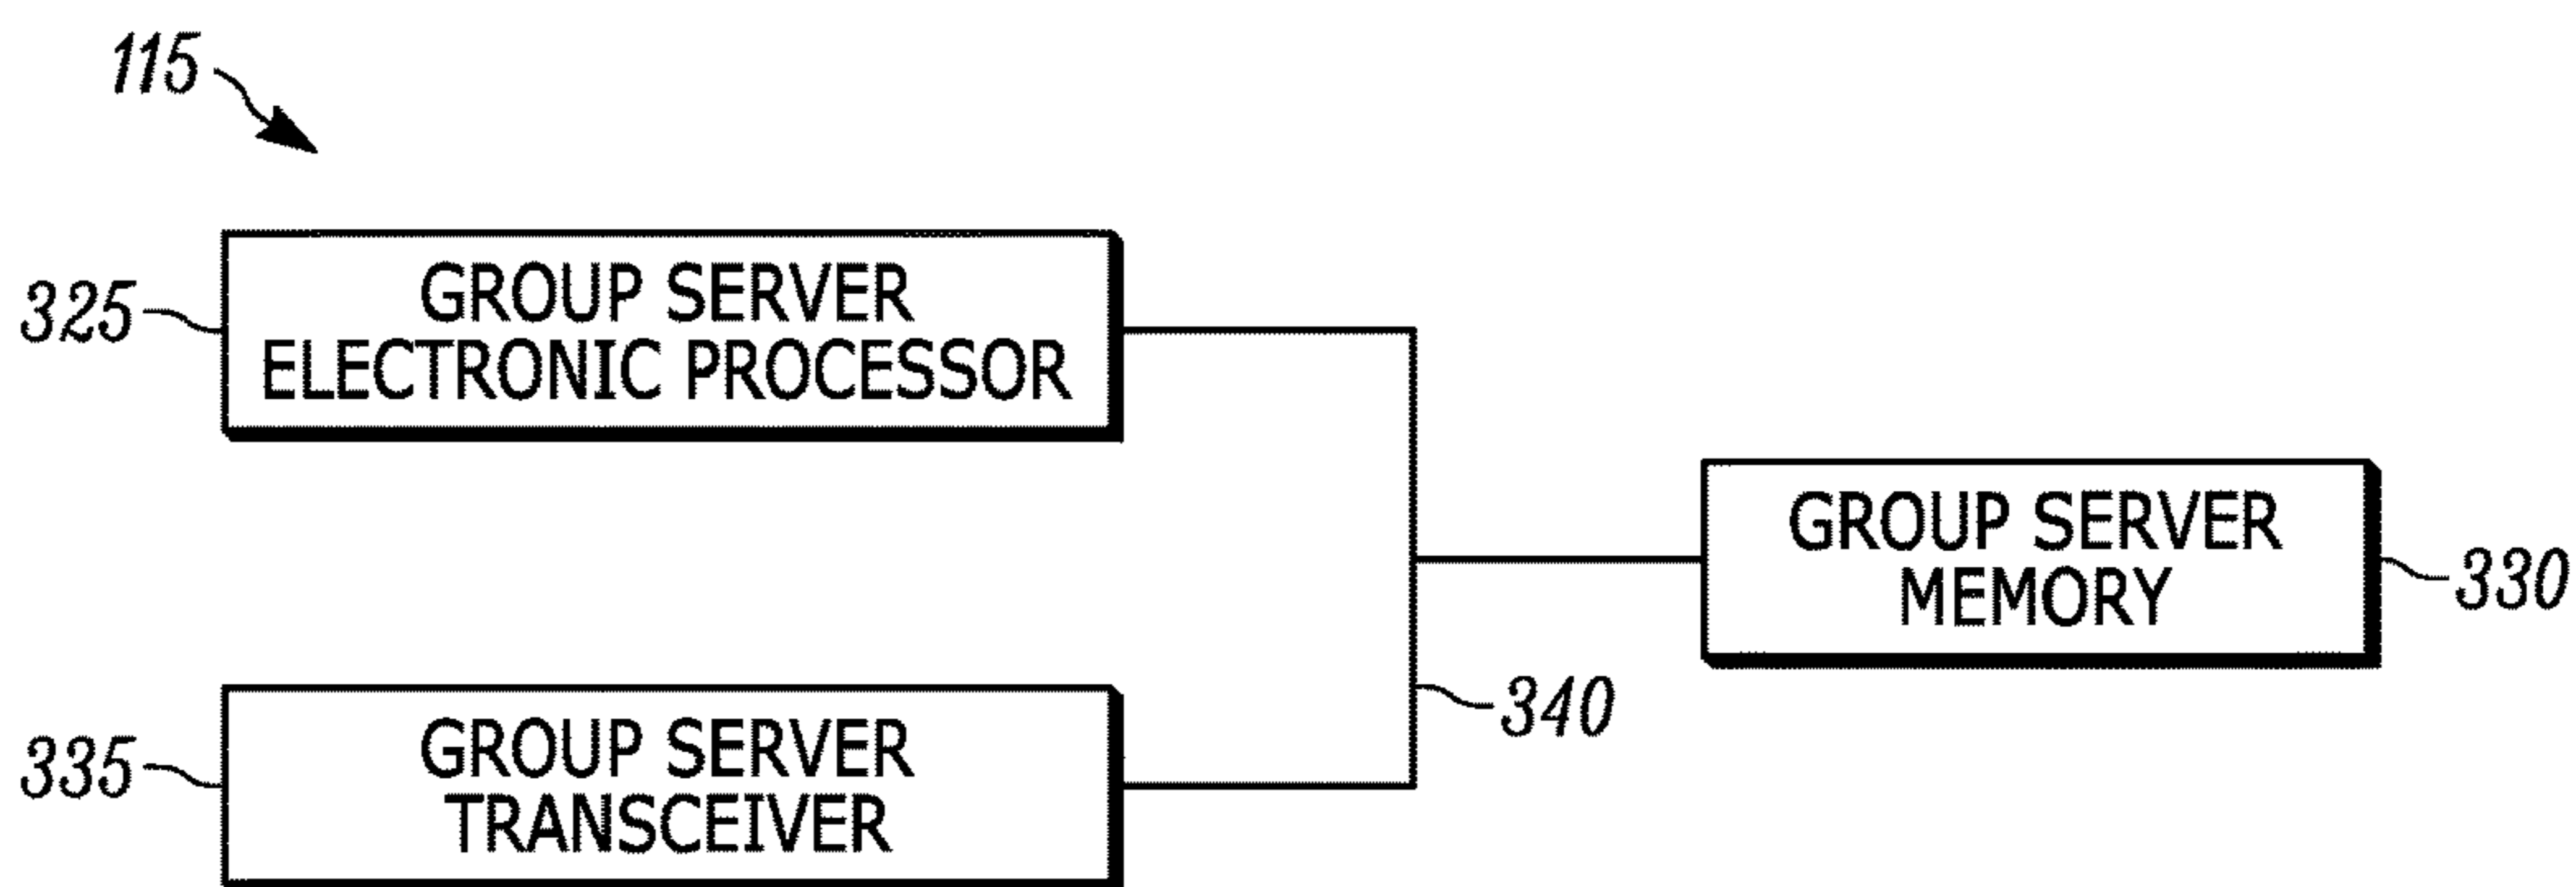 115
325
GROUP SERVER
ELECTRONIC PROCESSOR
GROUP SERVER
MEMORY
330
340
335
GROUP SERVER
TRANSCEIVER